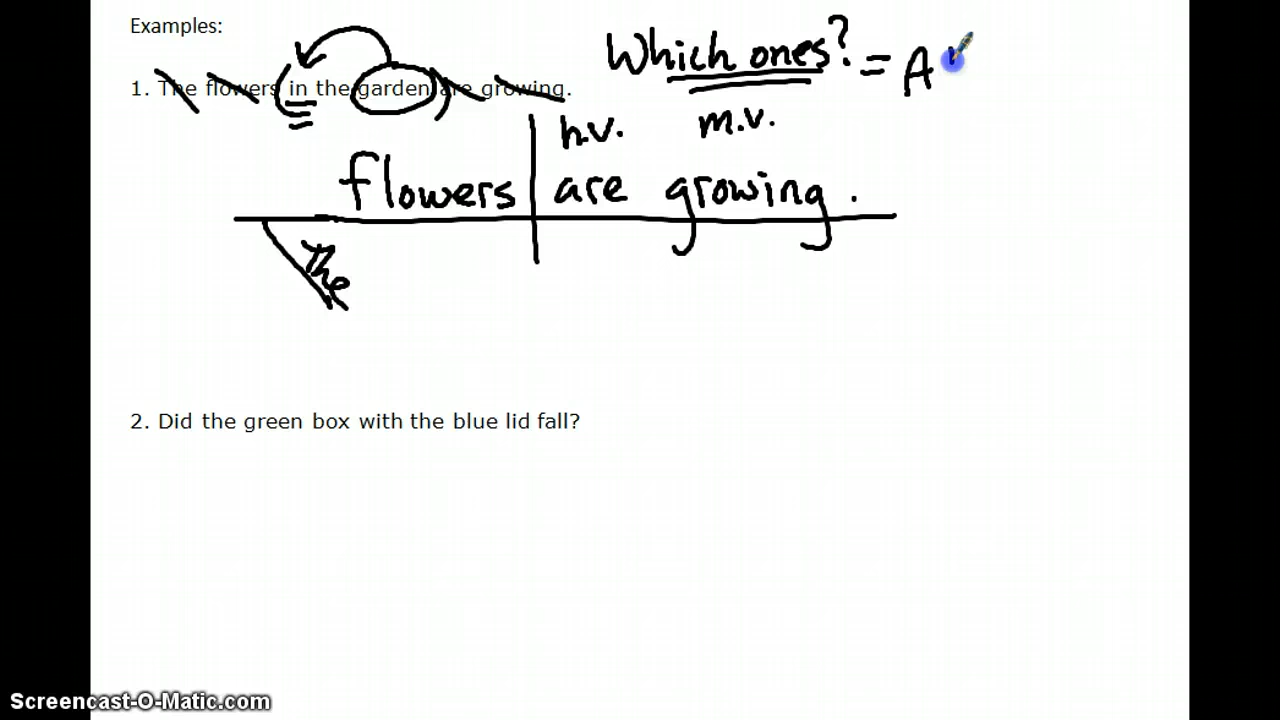 Examples:
Which ones? = A
1. The flowers in the garden are growing.
h.v. m.v.
flowers are growing.
The
2. Did the green box with the blue lid fall?
Screencast-O-Matic.com